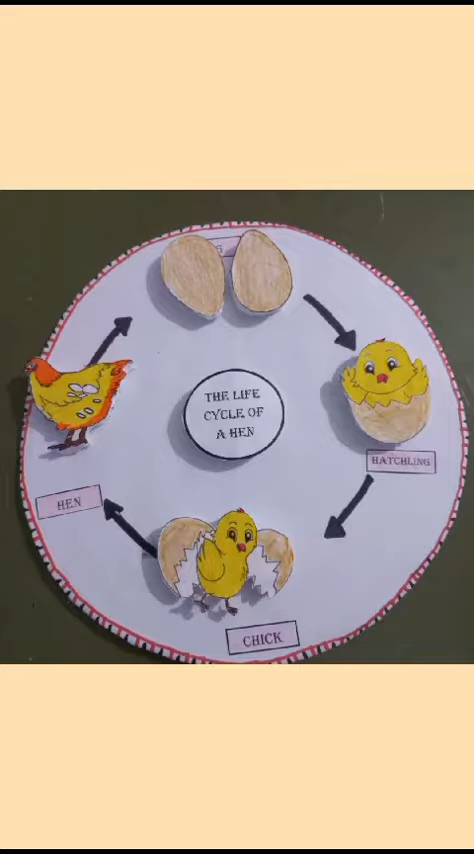 THE LIFE
CYCLE OF
A HEN
HATCHLING
CHICK
HEN